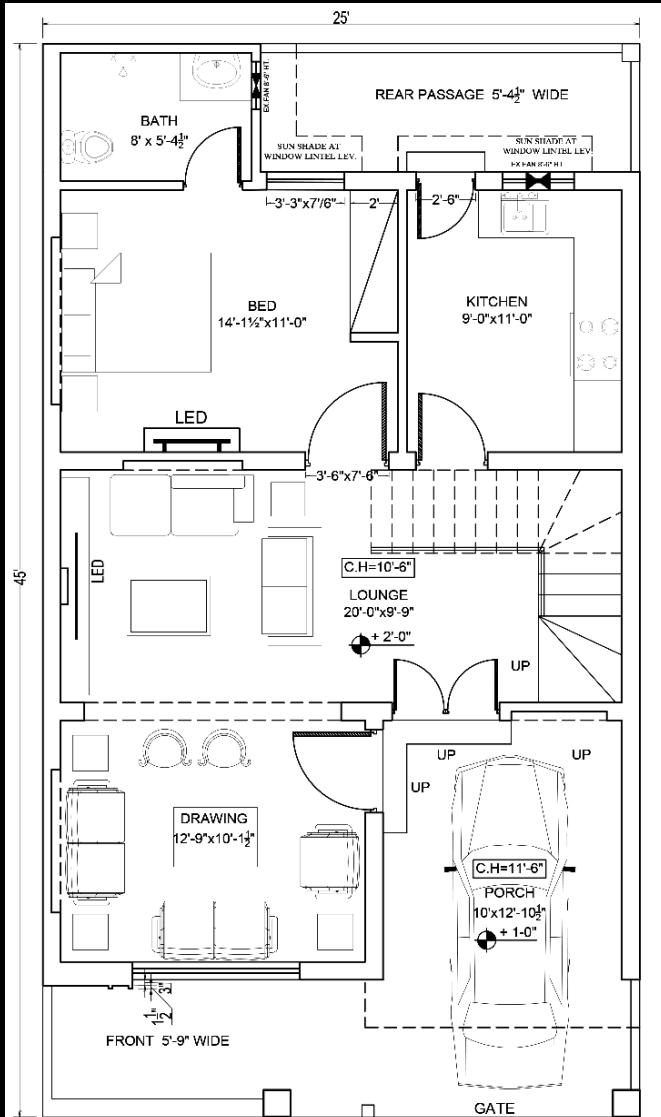 25'
BATH
8' x 5'-4½"
EX.FAN 8'-6" HT.
REAR PASSAGE 5'-4½" WIDE
SUN SHADE AT
WINDOW LINTEL LEV.
SUN SHADE AT
WINDOW LINTBL LEV.
EX FAN 8'-6" HT
3'-3"x7'/6"
2'
2'-6"
BED
14'-1½"x11'-0"
KITCHEN
9'-0"x11'-0"
LED
3'-6"x7'-6"
45'
LED
C.H=10'-6"
LOUNGE
20'-0"x9'-9"
+ 2'-0"
UP
UP
UP
UP
DRAWING
12'-9"x10'-1½"
C.H=11'-6"
PORCH
10'x12'-10½"
+ 1-0"
3"
1½"
FRONT 5'-9" WIDE
GATE